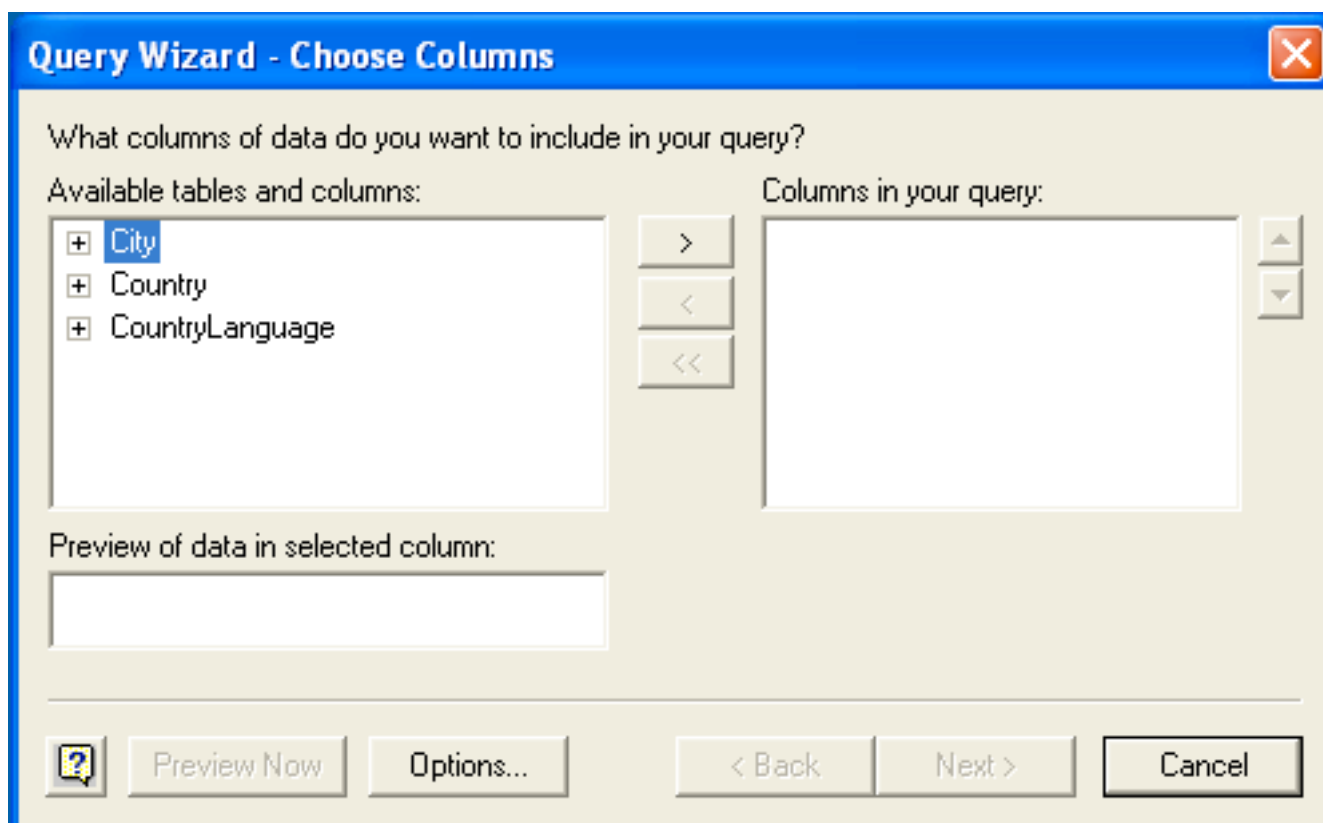 Query Wizard - Choose Columns
What columns of data do you want to include in your query?
Available tables and columns:
Columns in your query:
City
Country
CountryLanguage
>
<
<<
Preview of data in selected column:
? Preview Now Options... < Back Next > Cancel